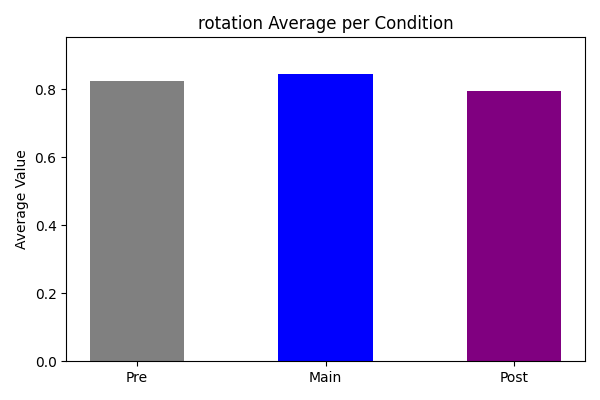 rotation Average per Condition
Average Value
0.8
0.6
0.4
0.2
0.0
Pre
Main
Post